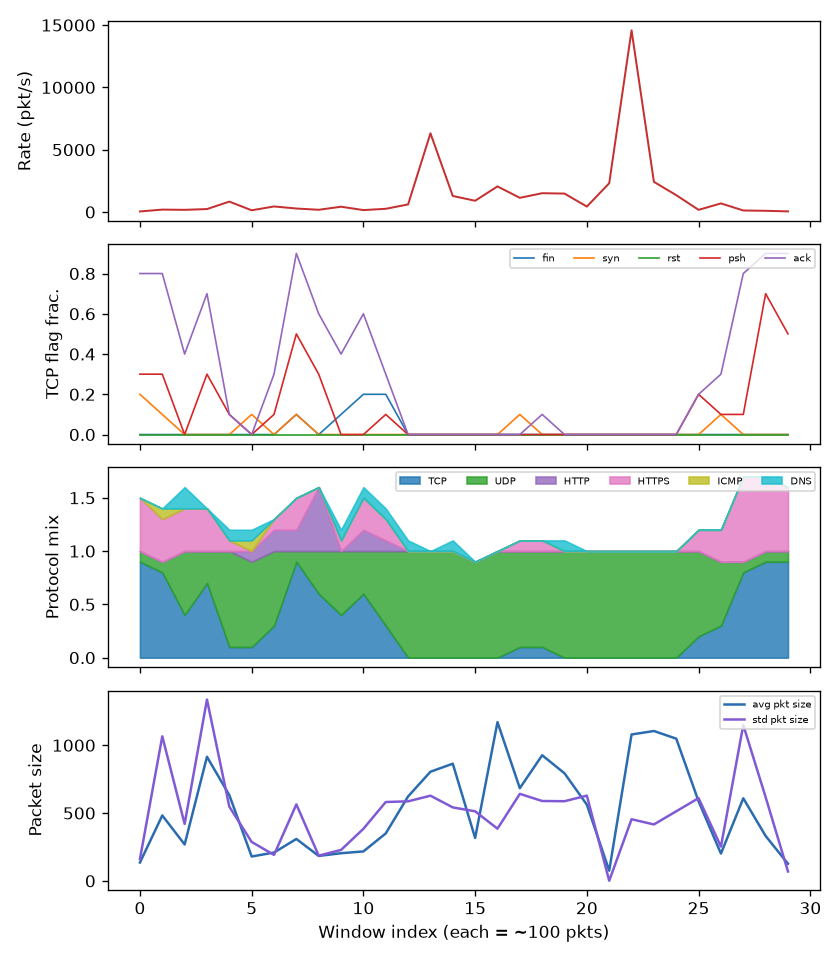 15000
10000
5000
0
Rate (pkt/s)
fin syn rst psh ack
0.8
0.6
0.4
0.2
0.0
TCP flag frac.
TCP UDP HTTP HTTPS ICMP DNS
1.5
1.0
0.5
0.0
Protocol mix
avg pkt size
std pkt size
1000
500
0
Packet size
0 5 10 15 20 25 30
Window index (each = ~100 pkts)